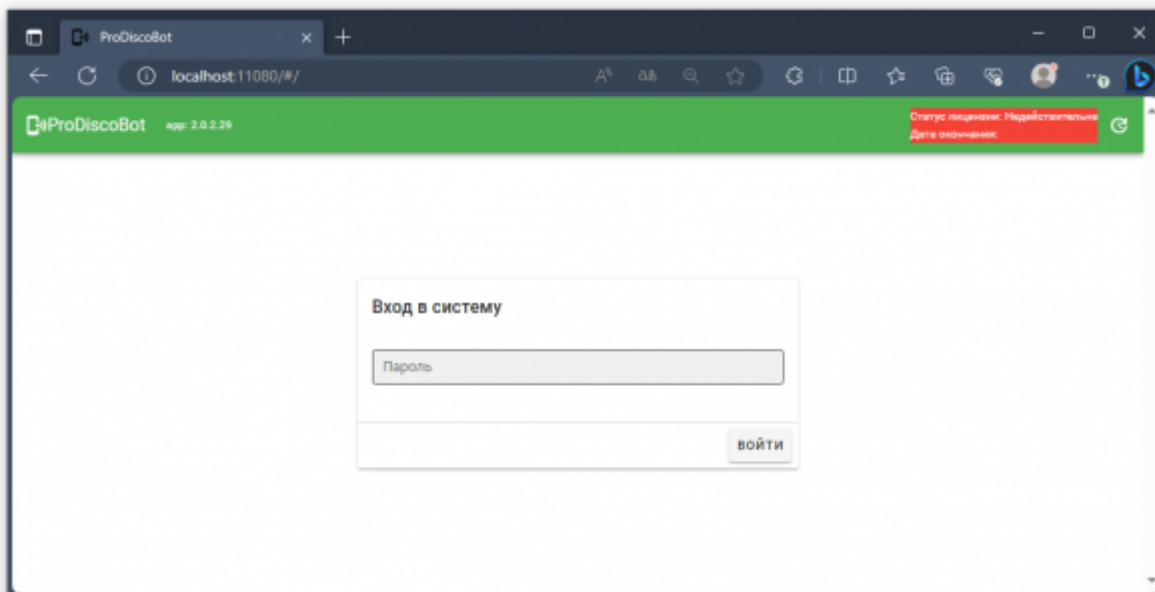 ProDiscoBot
localhost:11080/#/
ProDiscoBot app: 2.0.2.29
Статус лицензии: Недействительна
Дата окончания:
Вход в систему
Пароль
ВОЙТИ